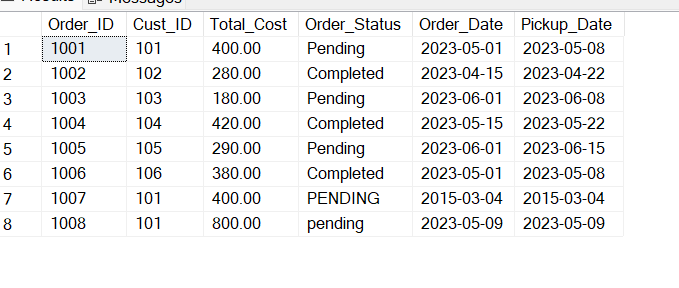 Results Messages
Order_ID Cust_ID Total_Cost Order_Status Order_Date Pickup_Date
1 1001 101 400.00 Pending 2023-05-01 2023-05-08
2 1002 102 280.00 Completed 2023-04-15 2023-04-22
3 1003 103 180.00 Pending 2023-06-01 2023-06-08
4 1004 104 420.00 Completed 2023-05-15 2023-05-22
5 1005 105 290.00 Pending 2023-06-01 2023-06-15
6 1006 106 380.00 Completed 2023-05-01 2023-05-08
7 1007 101 400.00 PENDING 2015-03-04 2015-03-04
8 1008 101 800.00 pending 2023-05-09 2023-05-09